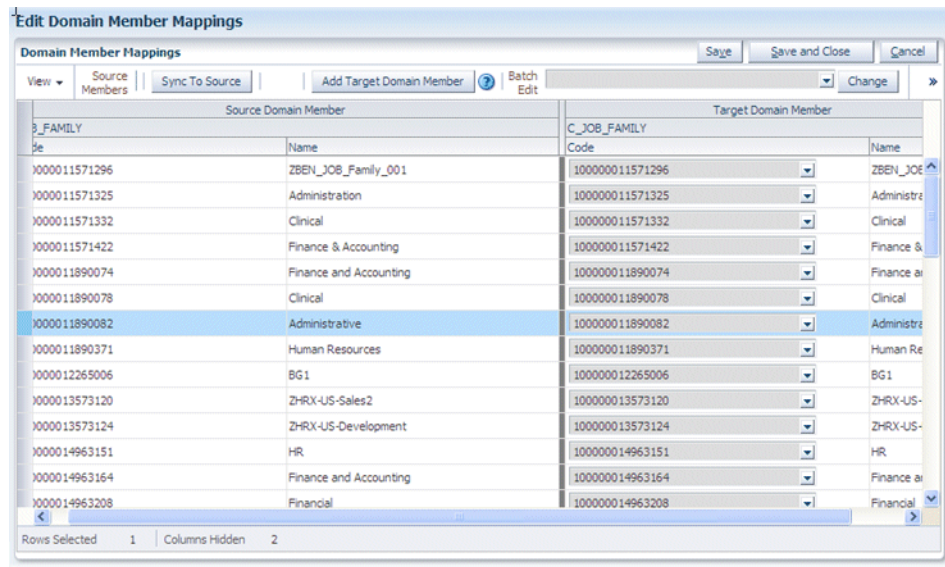 Edit Domain Member Mappings
Domain Member Mappings Save Save and Close Cancel
View Source Members Sync To Source Add Target Domain Member ? Batch Edit Change »
Source Domain Member Target Domain Member
B_FAMILY C_JOB_FAMILY
de Name Code Name
0000011571296 ZBEN_JOB_Family_001 100000011571296 ZBEN_JOE
0000011571325 Administration 100000011571325 Administra
0000011571332 Clinical 100000011571332 Clinical
0000011571422 Finance & Accounting 100000011571422 Finance &
0000011890074 Finance and Accounting 100000011890074 Finance an
0000011890078 Clinical 100000011890078 Clinical
0000011890082 Administrative 100000011890082 Administra
0000011890371 Human Resources 100000011890371 Human Re
0000012265006 BG1 100000012265006 BG1
0000013573120 ZHRX-US-Sales2 100000013573120 ZHRX-US-
0000013573124 ZHRX-US-Development 100000013573124 ZHRX-US-
0000014963151 HR 100000014963151 HR
0000014963164 Finance and Accounting 100000014963164 Finance an
0000014963208 Financial 100000014963208 Financial
Rows Selected 1 Columns Hidden 2